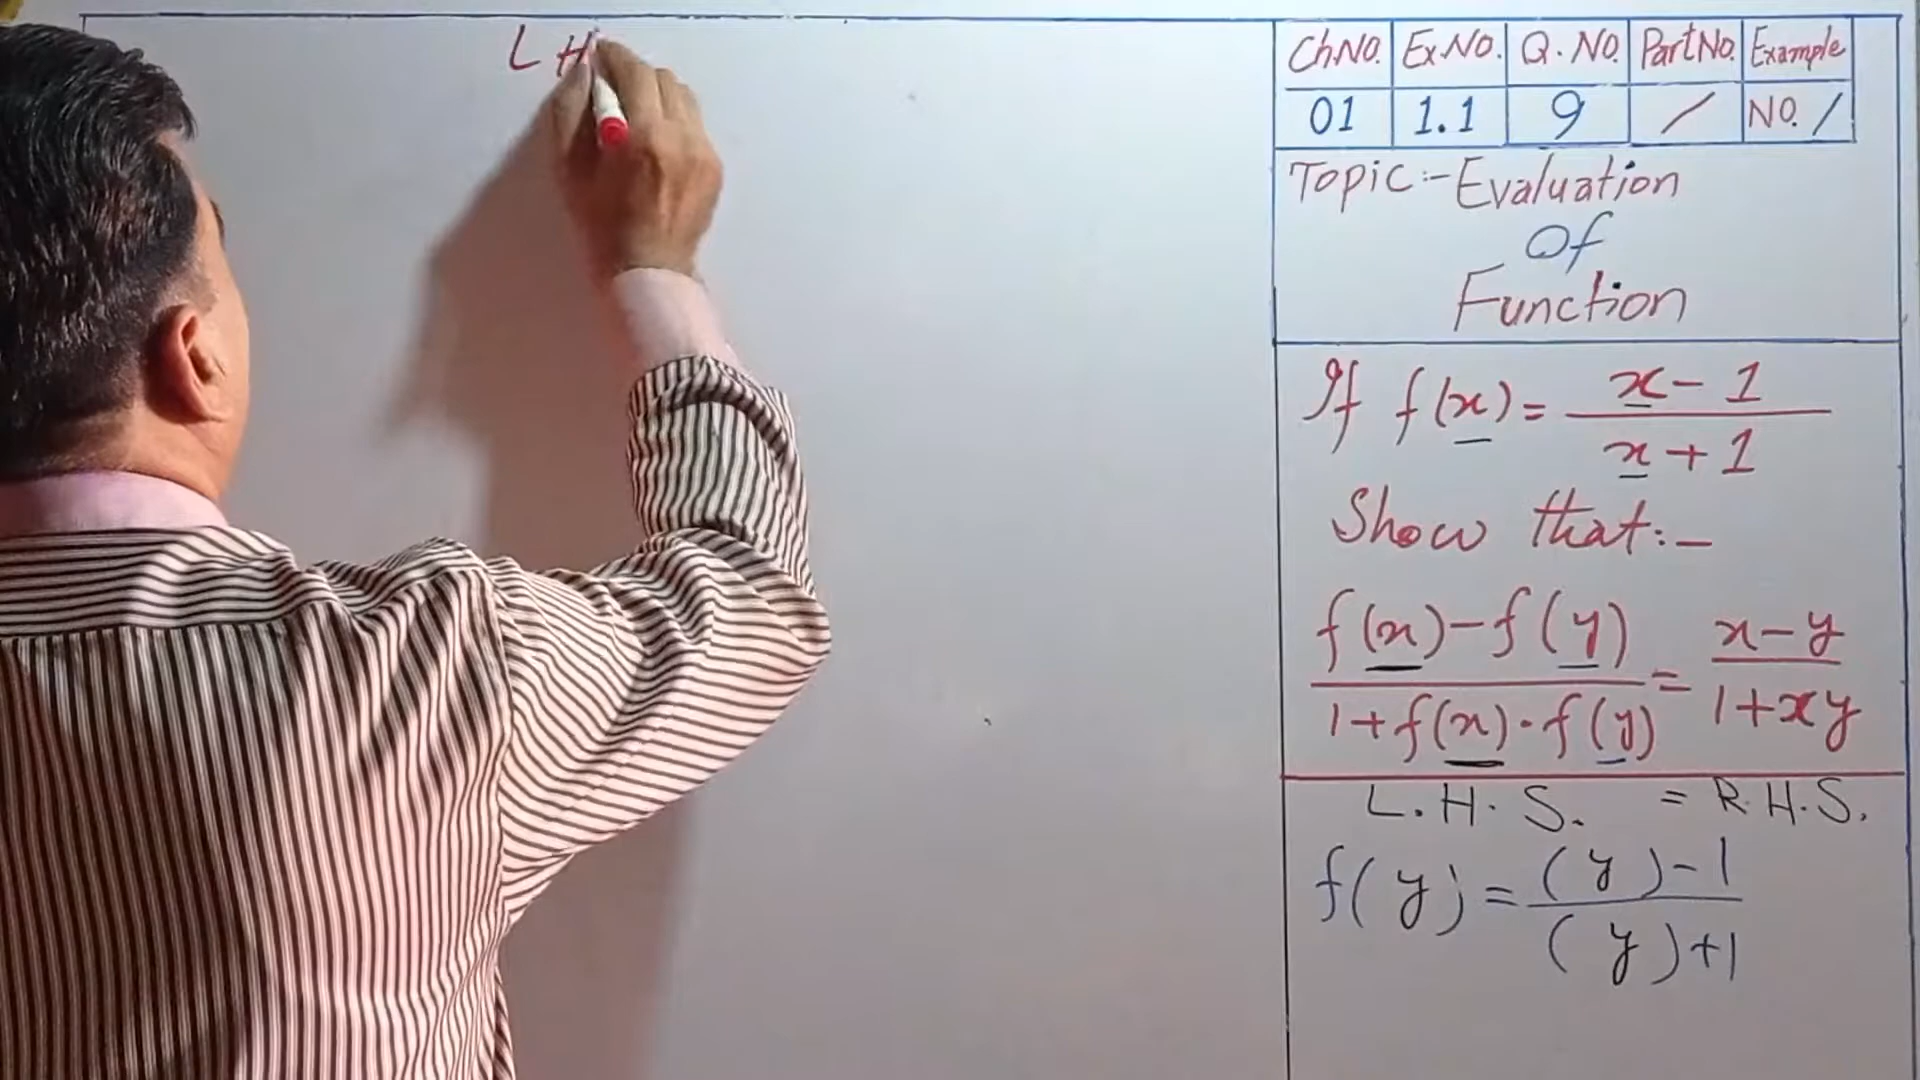 L H
Ch.No. Ex.No. Q.No. Part No. Example
01 1.1 9 / No. /
Topic:- Evaluation
Of
Function
If f(x) = x - 1
x + 1
Show that:-
f(x) - f(y) = x - y
1 + f(x) · f(y) 1 + xy
L.H.S. = R.H.S.
f(y) = (y) - 1
(y) + 1